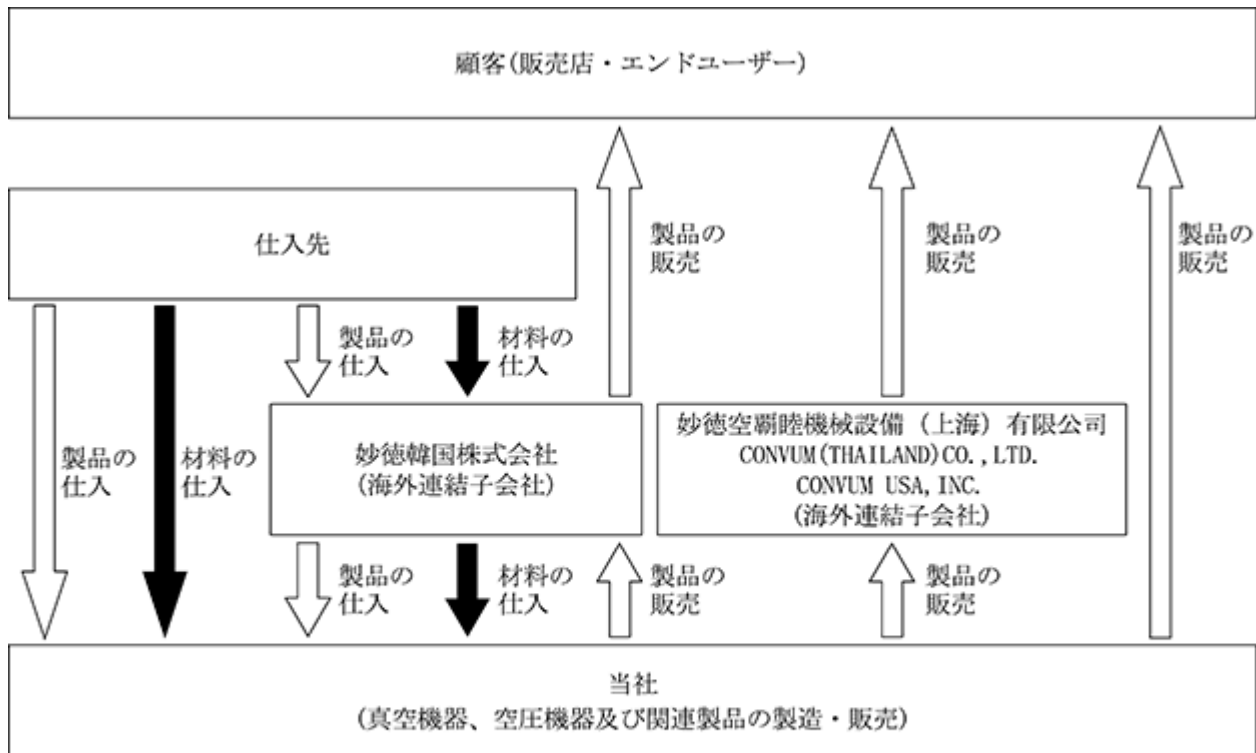 顧客(販売店・エンドユーザー)
仕入先
製品の
販売
製品の
販売
製品の
販売
製品の
仕入
材料の
仕入
製品の
仕入
材料の
仕入
妙徳韓国株式会社
(海外連結子会社)
妙徳空覇睦機械設備（上海）有限公司
CONVUM(THAILAND)CO.,LTD.
CONVUM USA,INC.
(海外連結子会社)
製品の
仕入
材料の
仕入
製品の
販売
製品の
販売
当社
(真空機器、空圧機器及び関連製品の製造・販売)